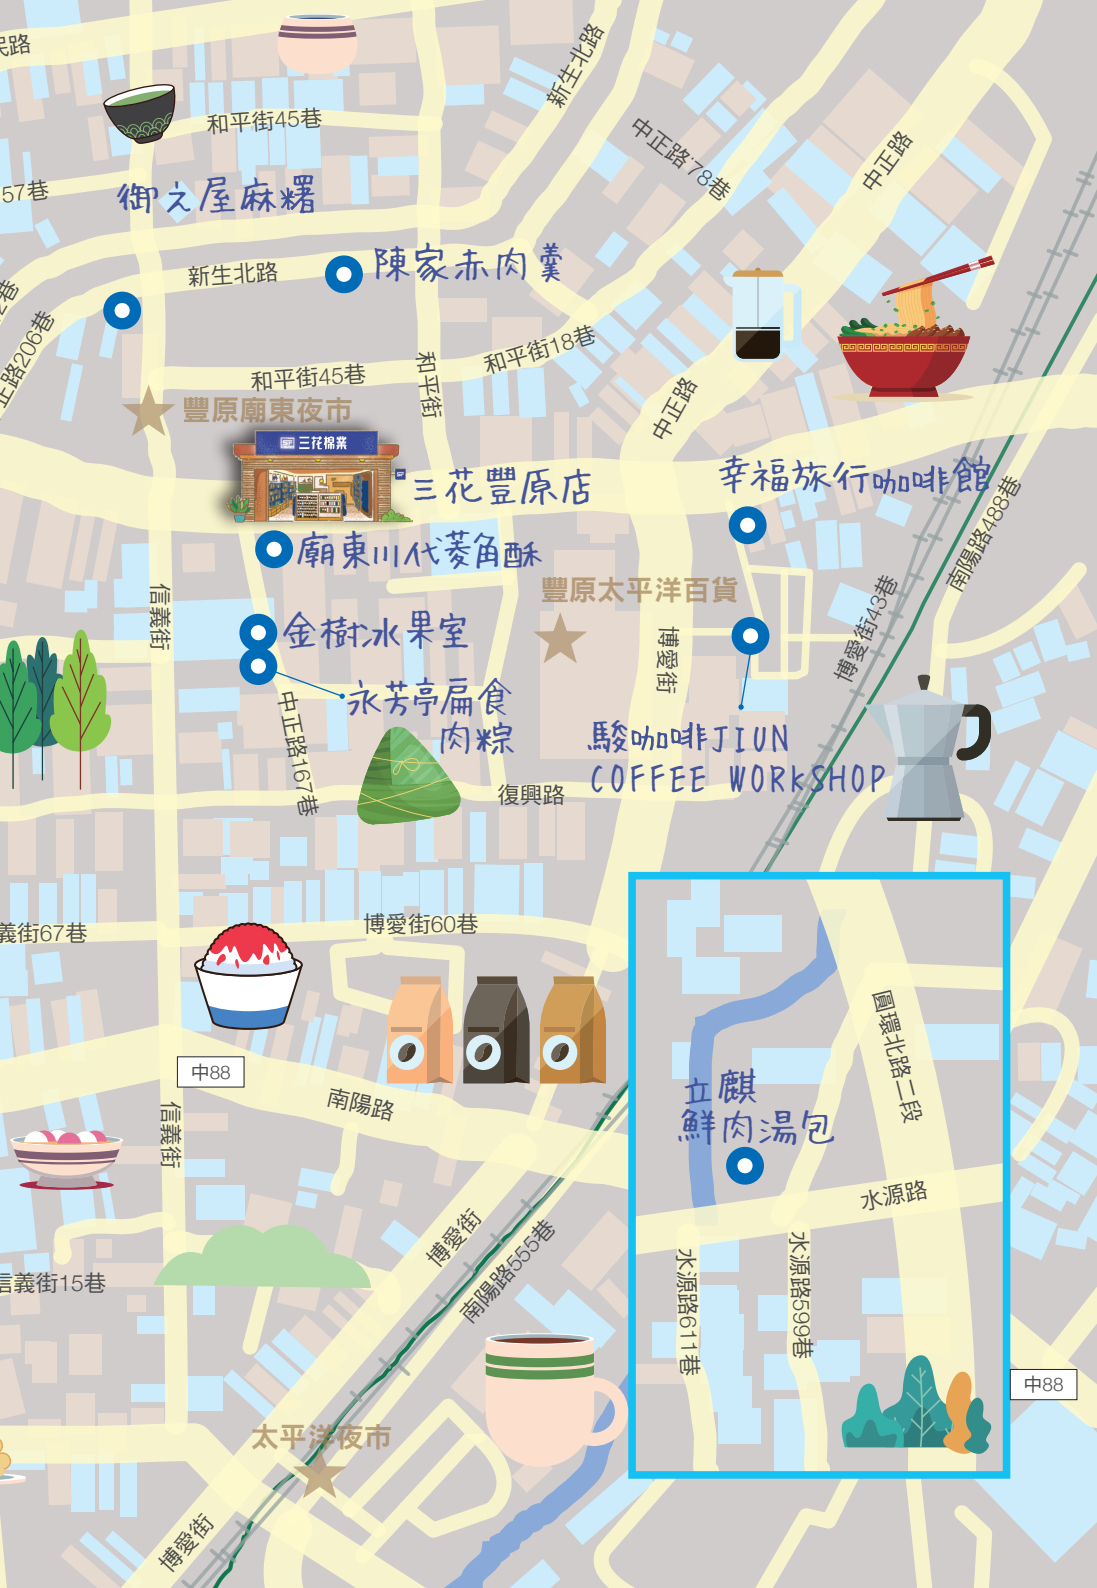 民路
新生北路
和平街45巷
中正路78巷
中正路
57巷
御之屋麻糬
陳家赤肉羹
新生北路
正路206巷
和平街18巷
和平街45巷
和平街
中正路
豐原廟東夜市
三花棉業
三花豐原店
幸福旅行咖啡館
南陽路488巷
廟東川代菱角酥
豐原太平洋百貨
信義街
博愛街
博愛街43巷
金樹水果室
永芳亭扁食
肉粽
中正路167巷
駿咖啡JIUN
COFFEE WORKSHOP
復興路
義街67巷
博愛街60巷
圓環北路二段
中88
南陽路
信義街
立麒
鮮肉湯包
水源路
博愛街
南陽路555巷
信義街15巷
水源路611巷
水源路599巷
中88
太平洋夜市
博愛街